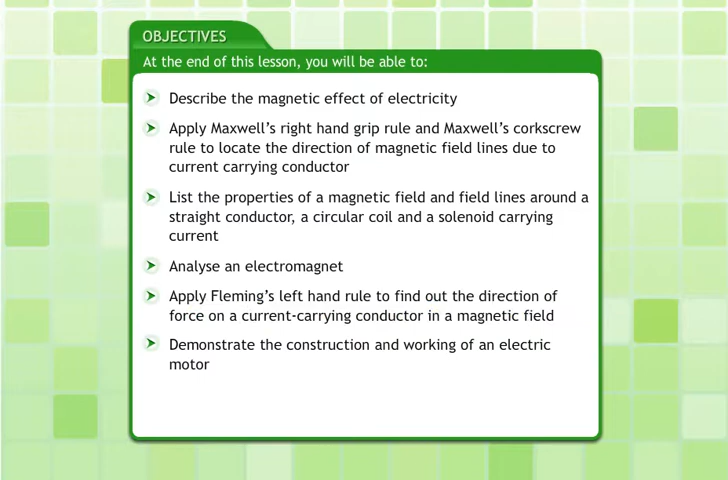 OBJECTIVES
At the end of this lesson, you will be able to:
Describe the magnetic effect of electricity
Apply Maxwell's right hand grip rule and Maxwell's corkscrew
rule to locate the direction of magnetic field lines due to
current carrying conductor
List the properties of a magnetic field and field lines around a
straight conductor, a circular coil and a solenoid carrying
current
Analyse an electromagnet
Apply Fleming's left hand rule to find out the direction of
force on a current-carrying conductor in a magnetic field
Demonstrate the construction and working of an electric
motor